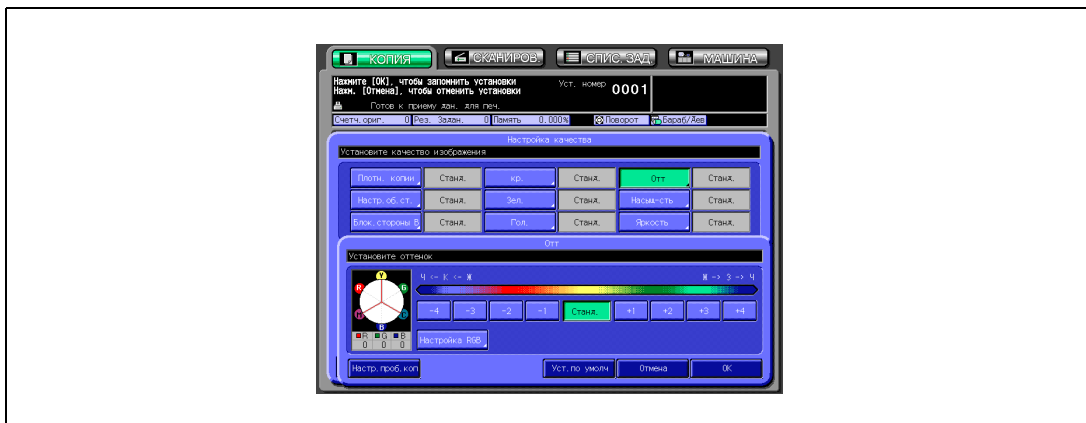 КОПИЯ СКАНИРОВ. СПИС. ЗАД. МАШИНА
Нажмите [OK], чтобы запомнить установки
Нажм. [Отмена], чтобы отменить установки
Уст. номер 0001
Готов к приему дан. для печ.
Счетч. ориг. 0 Рез. Задан. 0 Память 0.000% Поворот Бараб/Лев
Настройка качества
Установите качество изображения
Плотн. копии Станд. кр. Станд. Отт Станд.
Настр.об.ст. Станд. Зел. Станд. Насыщ-сть Станд.
Блок.стороны В Станд. Гол. Станд. Яркость Станд.
Отт
Установите оттенок
Ч <- К <- Ж Ж -> З -> Ч
Y
R G
M C
B
-4 -3 -2 -1 Станд. +1 +2 +3 +4
R G B
0 0 0
Настройка RGB
Настр.проб.коп Уст.по умолч Отмена OK